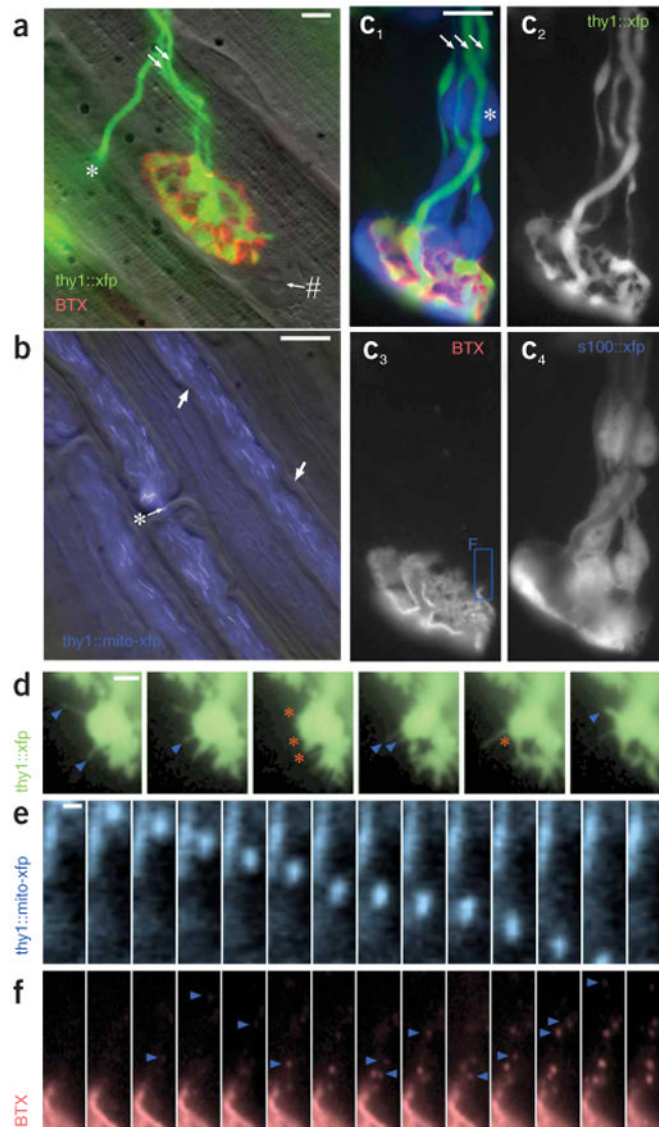 a
*
#
thy1::xfp
BTX
b
*
thy1::mito-xfp
c1
*
c2
thy1::xfp
c3
BTX
F
c4
s100::xfp
d
thy1::xfp
*
*
*
*
e
thy1::mito-xfp
f
BTX